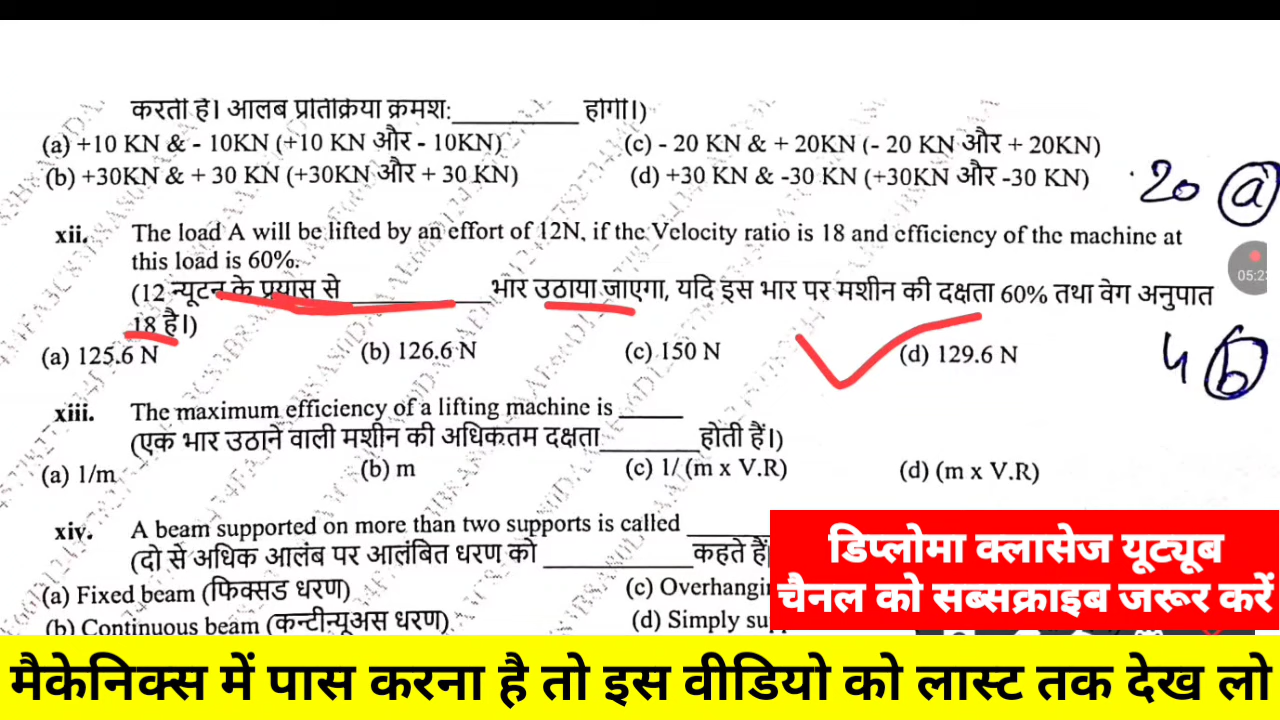 करती है। आलंब प्रतिक्रिया क्रमश:__________ होगी।)
(a) +10 KN & - 10KN (+10 KN और - 10KN)
(c) - 20 KN & + 20KN (- 20 KN और + 20KN)
(b) +30KN & + 30 KN (+30KN और + 30 KN)
(d) +30 KN & -30 KN (+30KN और -30 KN)
20 (a)
xii. The load A will be lifted by an effort of 12N, if the Velocity ratio is 18 and efficiency of the machine at
this load is 60%.
05:23
(12 न्यूटन के प्रयास से __________ भार उठाया जाएगा, यदि इस भार पर मशीन की दक्षता 60% तथा वेग अनुपात
18 है।)
(a) 125.6 N (b) 126.6 N (c) 150 N (d) 129.6 N
4 (b)
xiii. The maximum efficiency of a lifting machine is _____
(एक भार उठाने वाली मशीन की अधिकतम दक्षता________होती हैं।)
(a) 1/m (b) m (c) 1/ (m x V.R) (d) (m x V.R)
xiv. A beam supported on more than two supports is called ______
(दो से अधिक आलंब पर आलंबित धरण को ____________ कहते हैं
(a) Fixed beam (फिक्सड धरण)
(c) Overhangin
(b) Continuous beam (कन्टीन्यूअस धरण)
(d) Simply sup
डिप्लोमा क्लासेज यूट्यूब
चैनल को सब्सक्राइब जरूर करें
मैकेनिक्स में पास करना है तो इस वीडियो को लास्ट तक देख लो